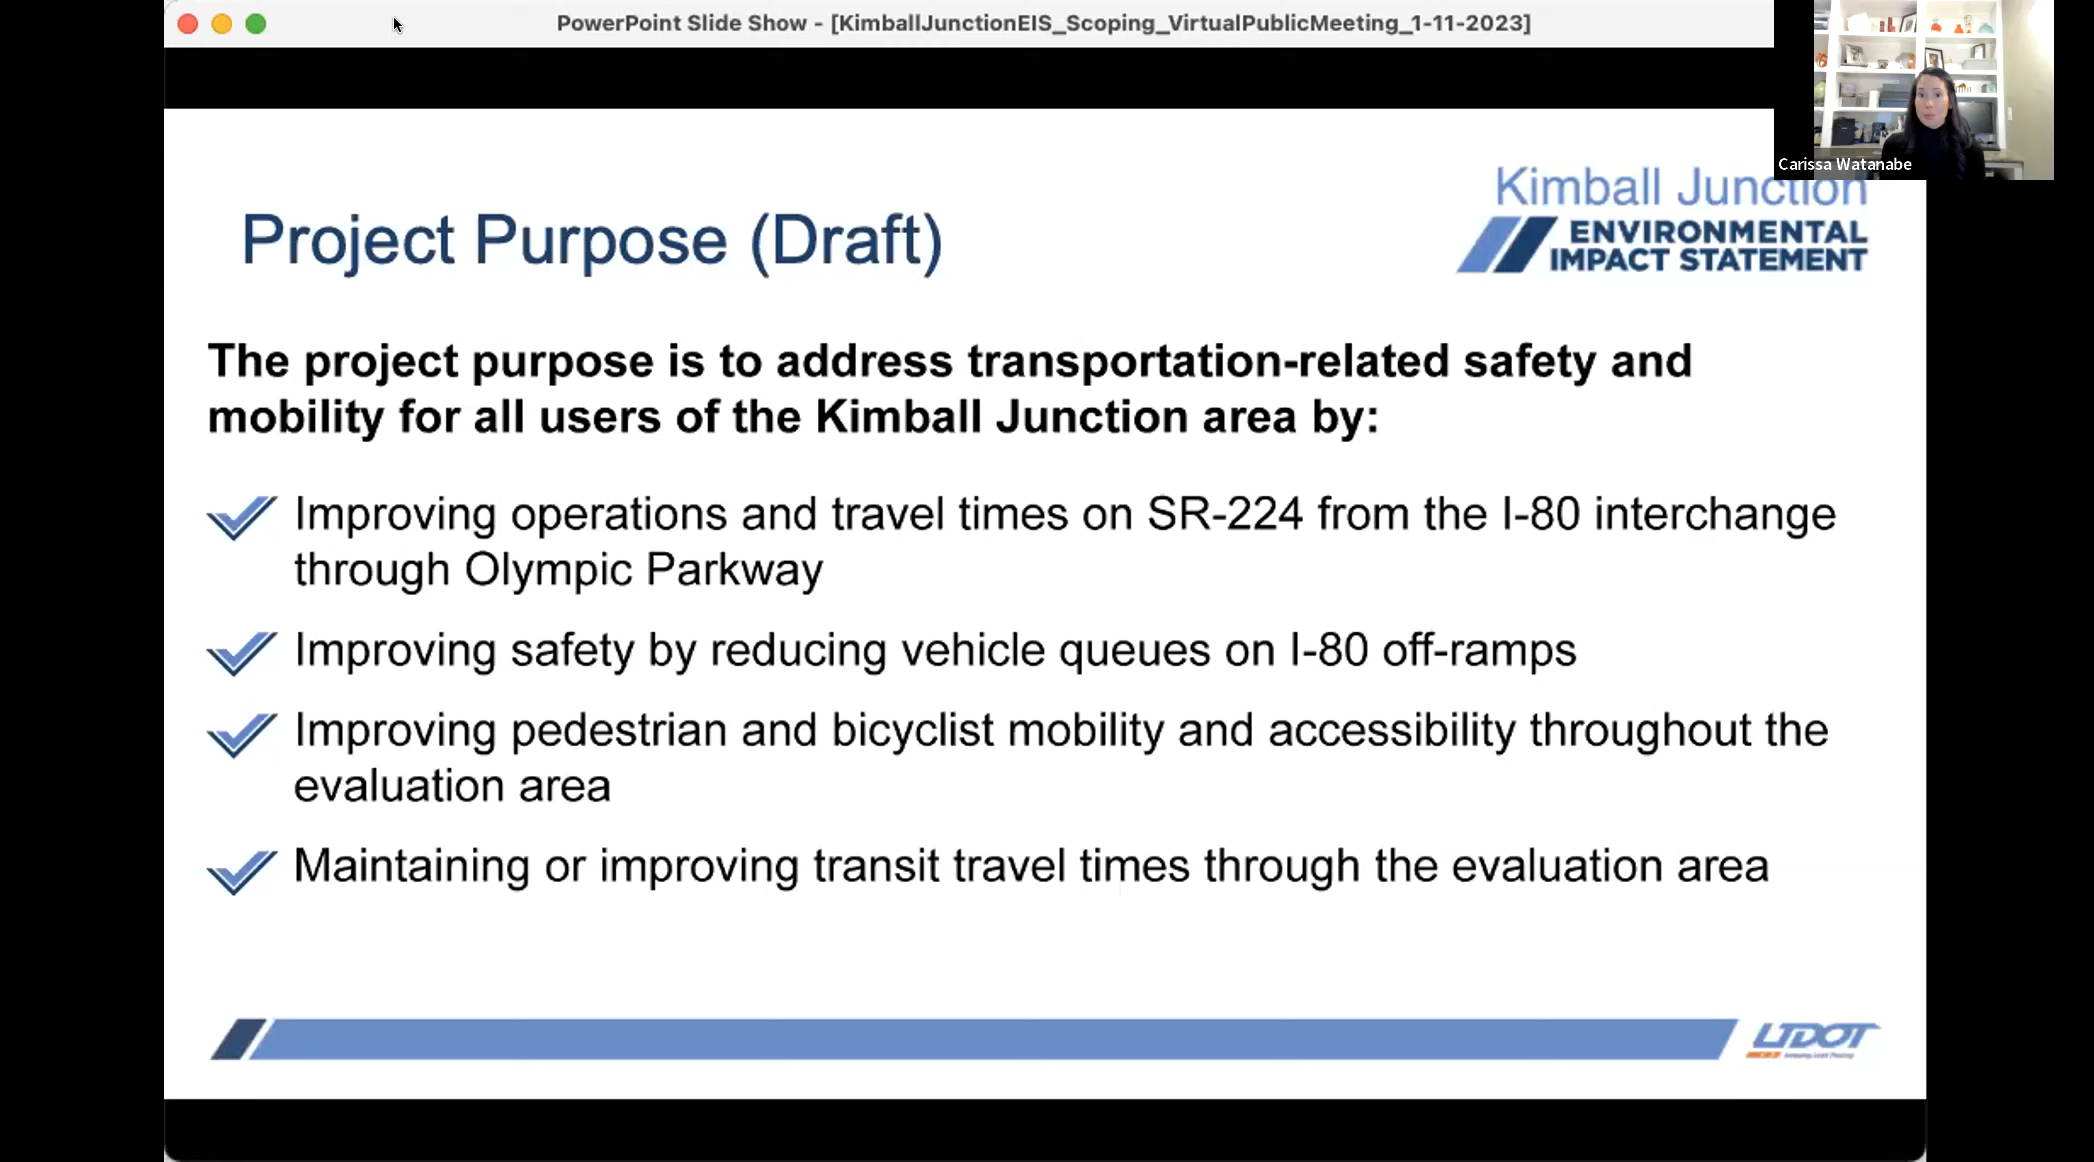 PowerPoint Slide Show - [KimballJunctionEIS_Scoping_VirtualPublicMeeting_1-11-2023]
Carissa Watanabe
Kimball Junction
ENVIRONMENTAL
IMPACT STATEMENT
Project Purpose (Draft)
The project purpose is to address transportation-related safety and
mobility for all users of the Kimball Junction area by:
Improving operations and travel times on SR-224 from the I-80 interchange
through Olympic Parkway
Improving safety by reducing vehicle queues on I-80 off-ramps
Improving pedestrian and bicyclist mobility and accessibility throughout the
evaluation area
Maintaining or improving transit travel times through the evaluation area
UDOT